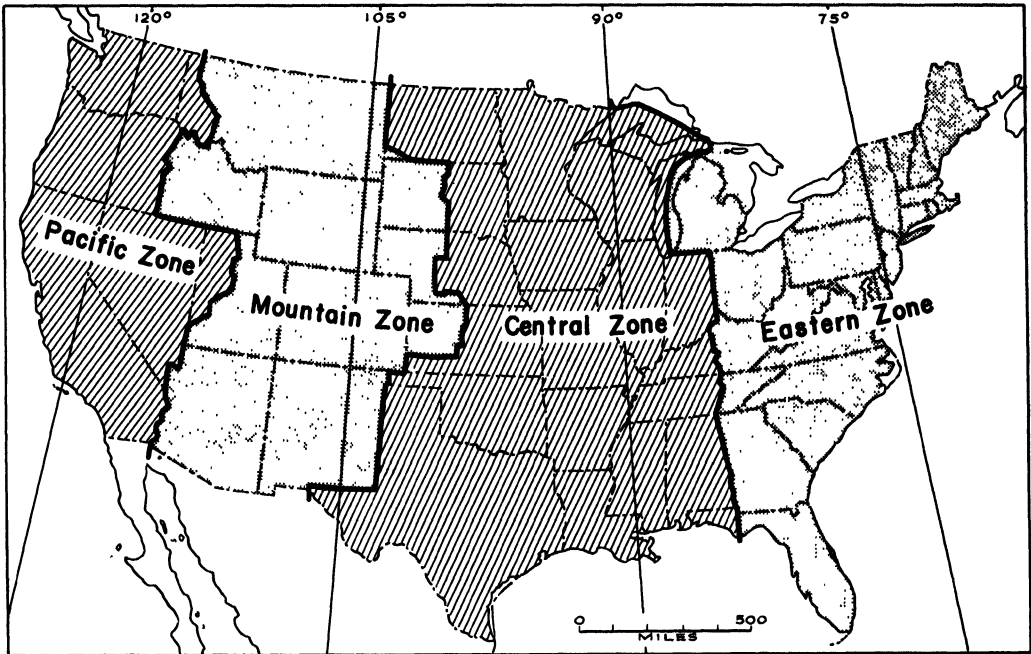 120° 105° 90° 75°
Pacific Zone
Mountain Zone
Central Zone
Eastern Zone
0 500
MILES